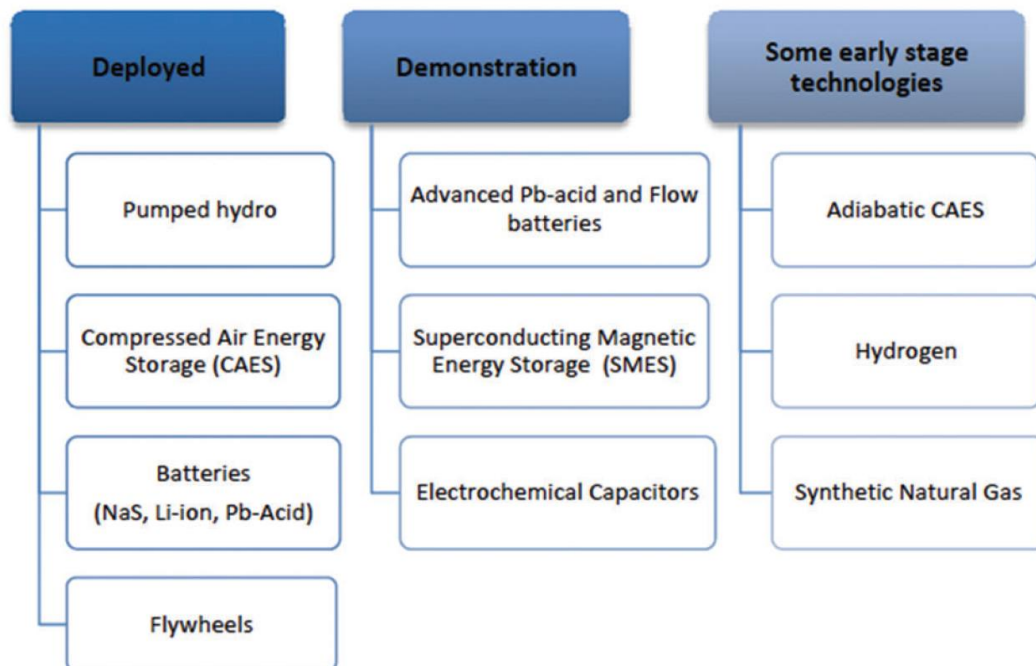 Deployed
Pumped hydro
Compressed Air Energy
Storage (CAES)
Batteries
(NaS, Li-ion, Pb-Acid)
Flywheels
Demonstration
Advanced Pb-acid and Flow
batteries
Superconducting Magnetic
Energy Storage (SMES)
Electrochemical Capacitors
Some early stage
technologies
Adiabatic CAES
Hydrogen
Synthetic Natural Gas